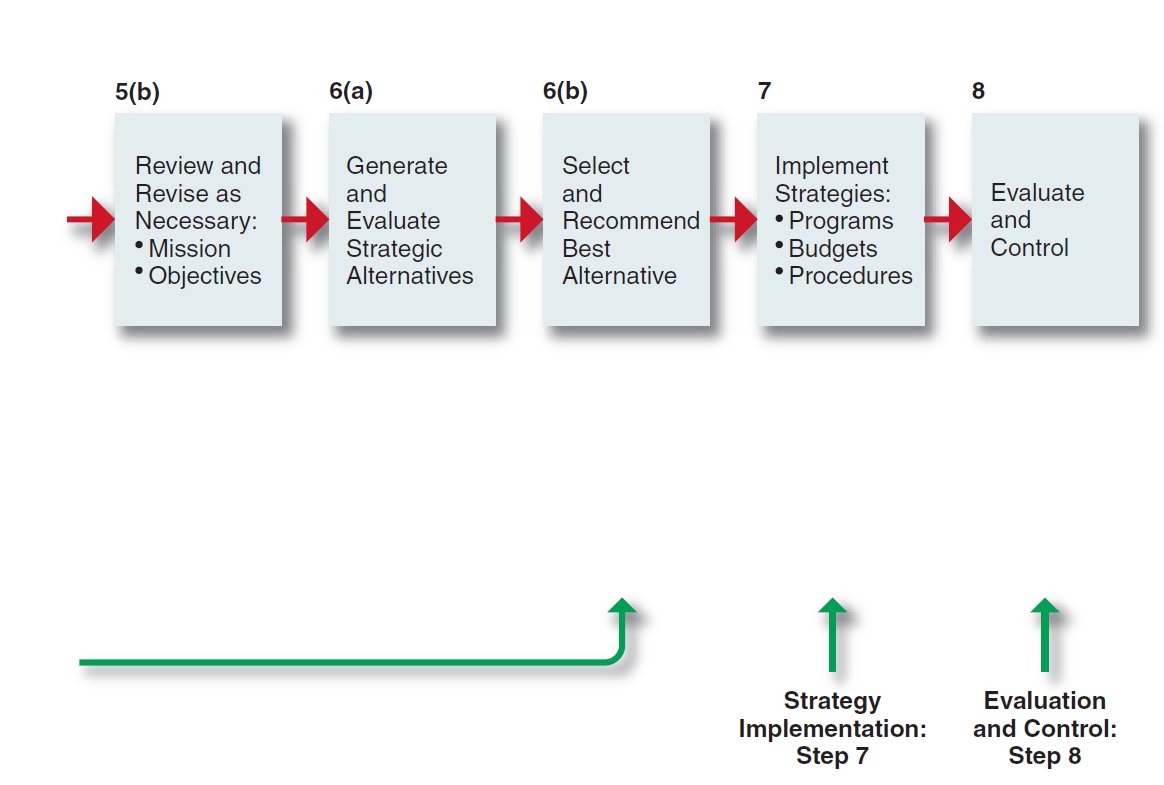 5(b)
Review and
Revise as
Necessary:
• Mission
• Objectives
6(a)
Generate
and
Evaluate
Strategic
Alternatives
6(b)
Select
and
Recommend
Best
Alternative
7
Implement
Strategies:
• Programs
• Budgets
• Procedures
8
Evaluate
and
Control
Strategy
Implementation:
Step 7
Evaluation
and Control:
Step 8